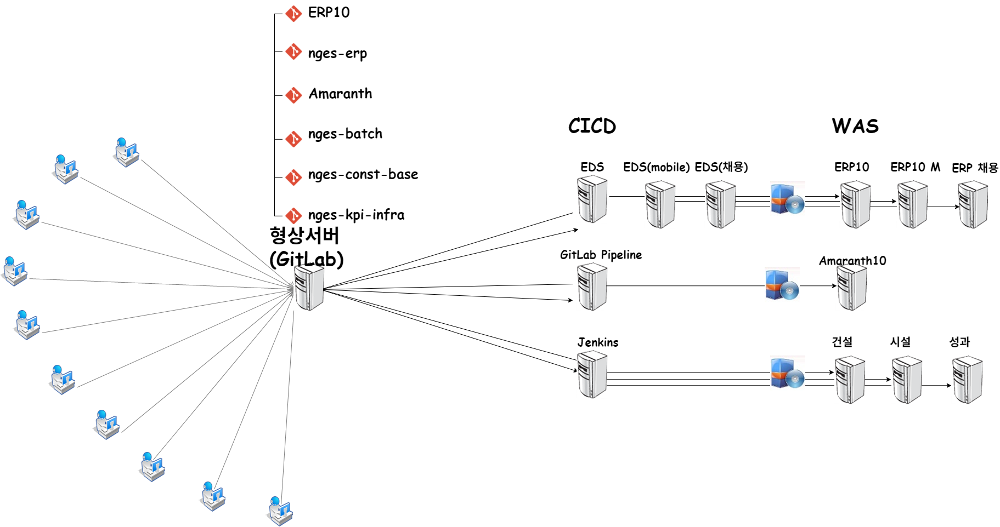 ERP10
nges-erp
Amaranth
nges-batch
nges-const-base
nges-kpi-infra
형상서버
(GitLab)
CICD
WAS
EDS
EDS(mobile)
EDS(채용)
ERP10
ERP10 M
ERP 채용
GitLab Pipeline
Amaranth10
Jenkins
건설
시설
성과